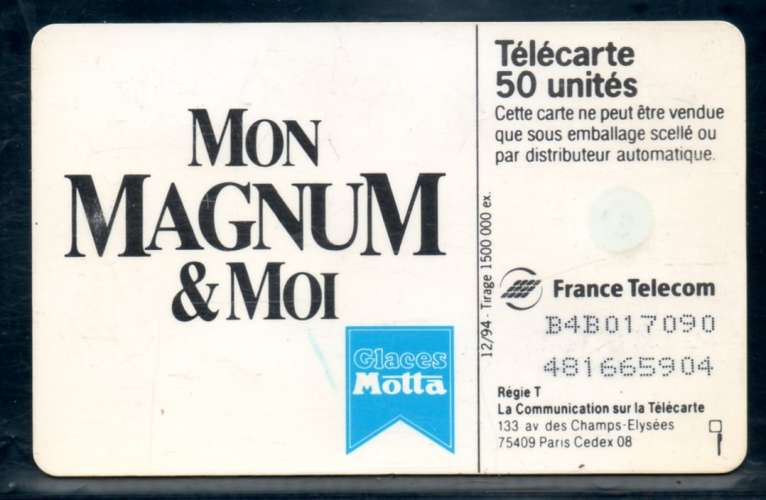 MON
MAGNUM
& MOI
Glaces
Motta
12/94 - Tirage 1500 000 ex.
Télécarte
50 unités
Cette carte ne peut être vendue
que sous emballage scellé ou
par distributeur automatique.
France Telecom
B4B017090
481665904
Régie T
La Communication sur la Télécarte
133 av des Champs-Elysées
75409 Paris Cedex 08